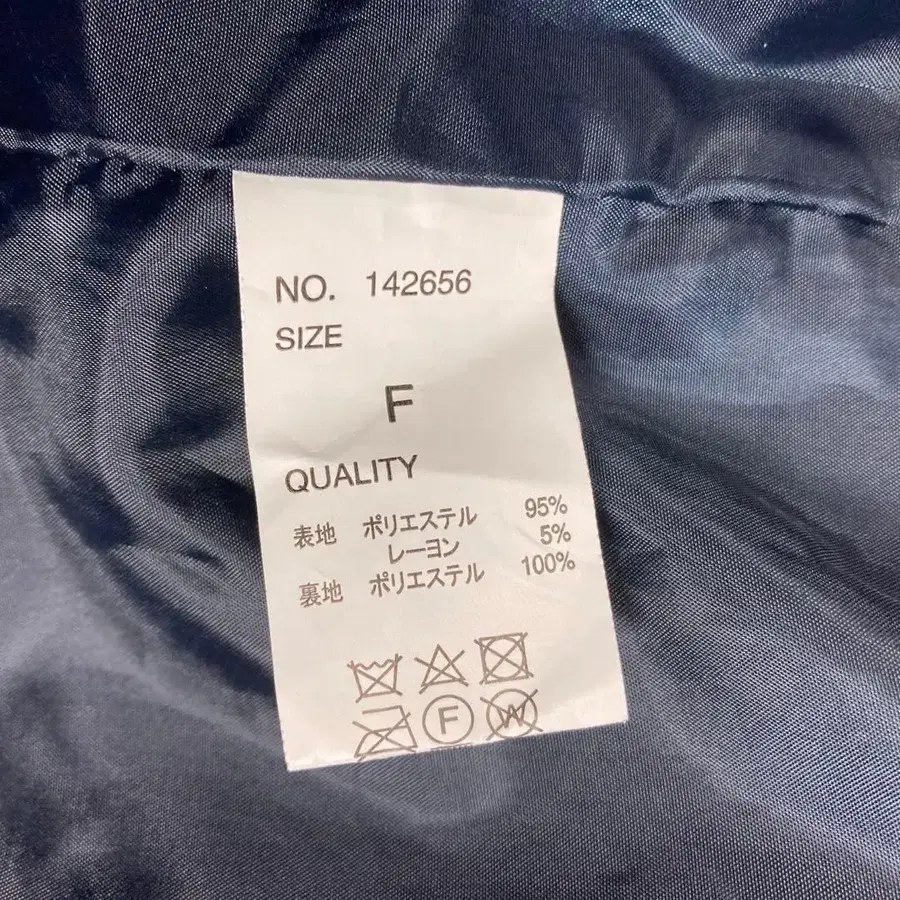 NO. 142656
SIZE
F
QUALITY
表地 ポリエステル 95%
レーヨン 5%
裏地 ポリエステル 100%
F W